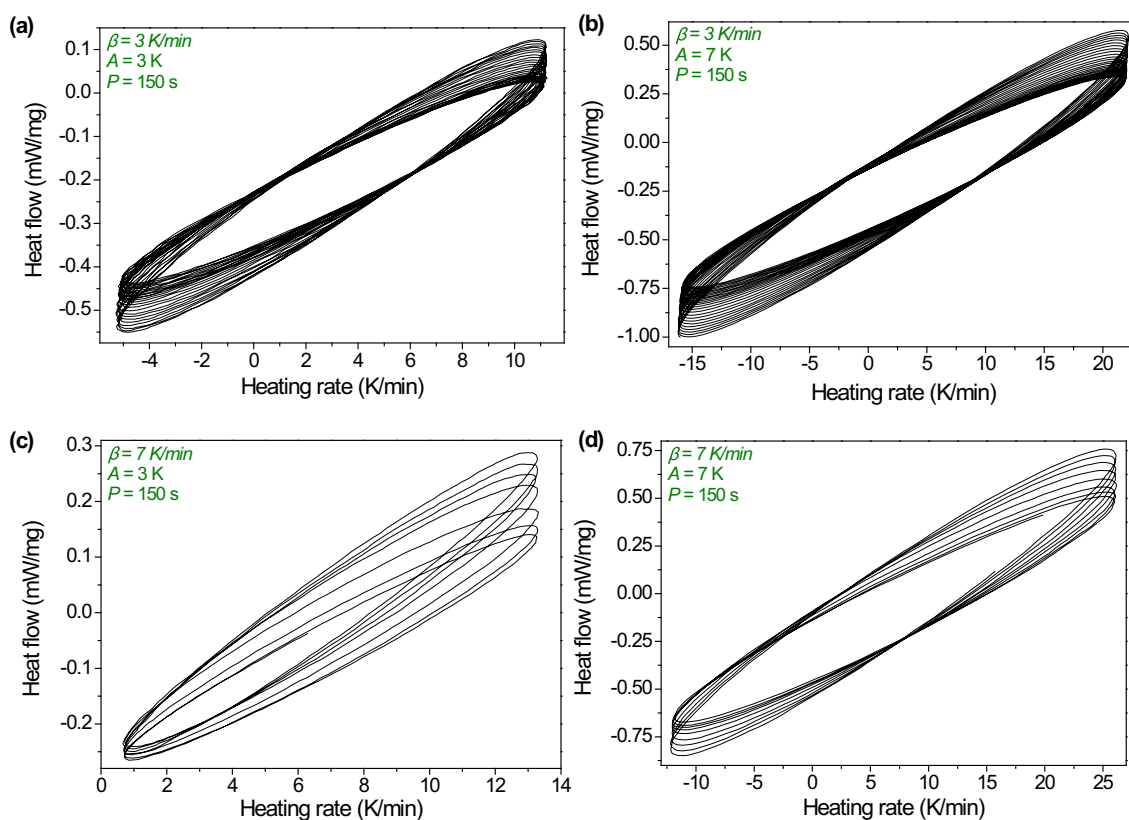 (a)
β = 3 K/min
A = 3 K
P = 150 s
0.1
0.0
-0.1
-0.2
-0.3
-0.4
-0.5
Heat flow (mW/mg)
-4 -2 0 2 4 6 8 10
Heating rate (K/min)
(b)
β = 3 K/min
A = 7 K
P = 150 s
0.50
0.25
0.00
-0.25
-0.50
-0.75
-1.00
Heat flow (mW/mg)
-15 -10 -5 0 5 10 15 20
Heating rate (K/min)
(c)
β = 7 K/min
A = 3 K
P = 150 s
0.3
0.2
0.1
0.0
-0.1
-0.2
Heat flow (mW/mg)
0 2 4 6 8 10 12 14
Heating rate (K/min)
(d)
β = 7 K/min
A = 7 K
P = 150 s
0.75
0.50
0.25
0.00
-0.25
-0.50
-0.75
Heat flow (mW/mg)
-10 -5 0 5 10 15 20 25
Heating rate (K/min)